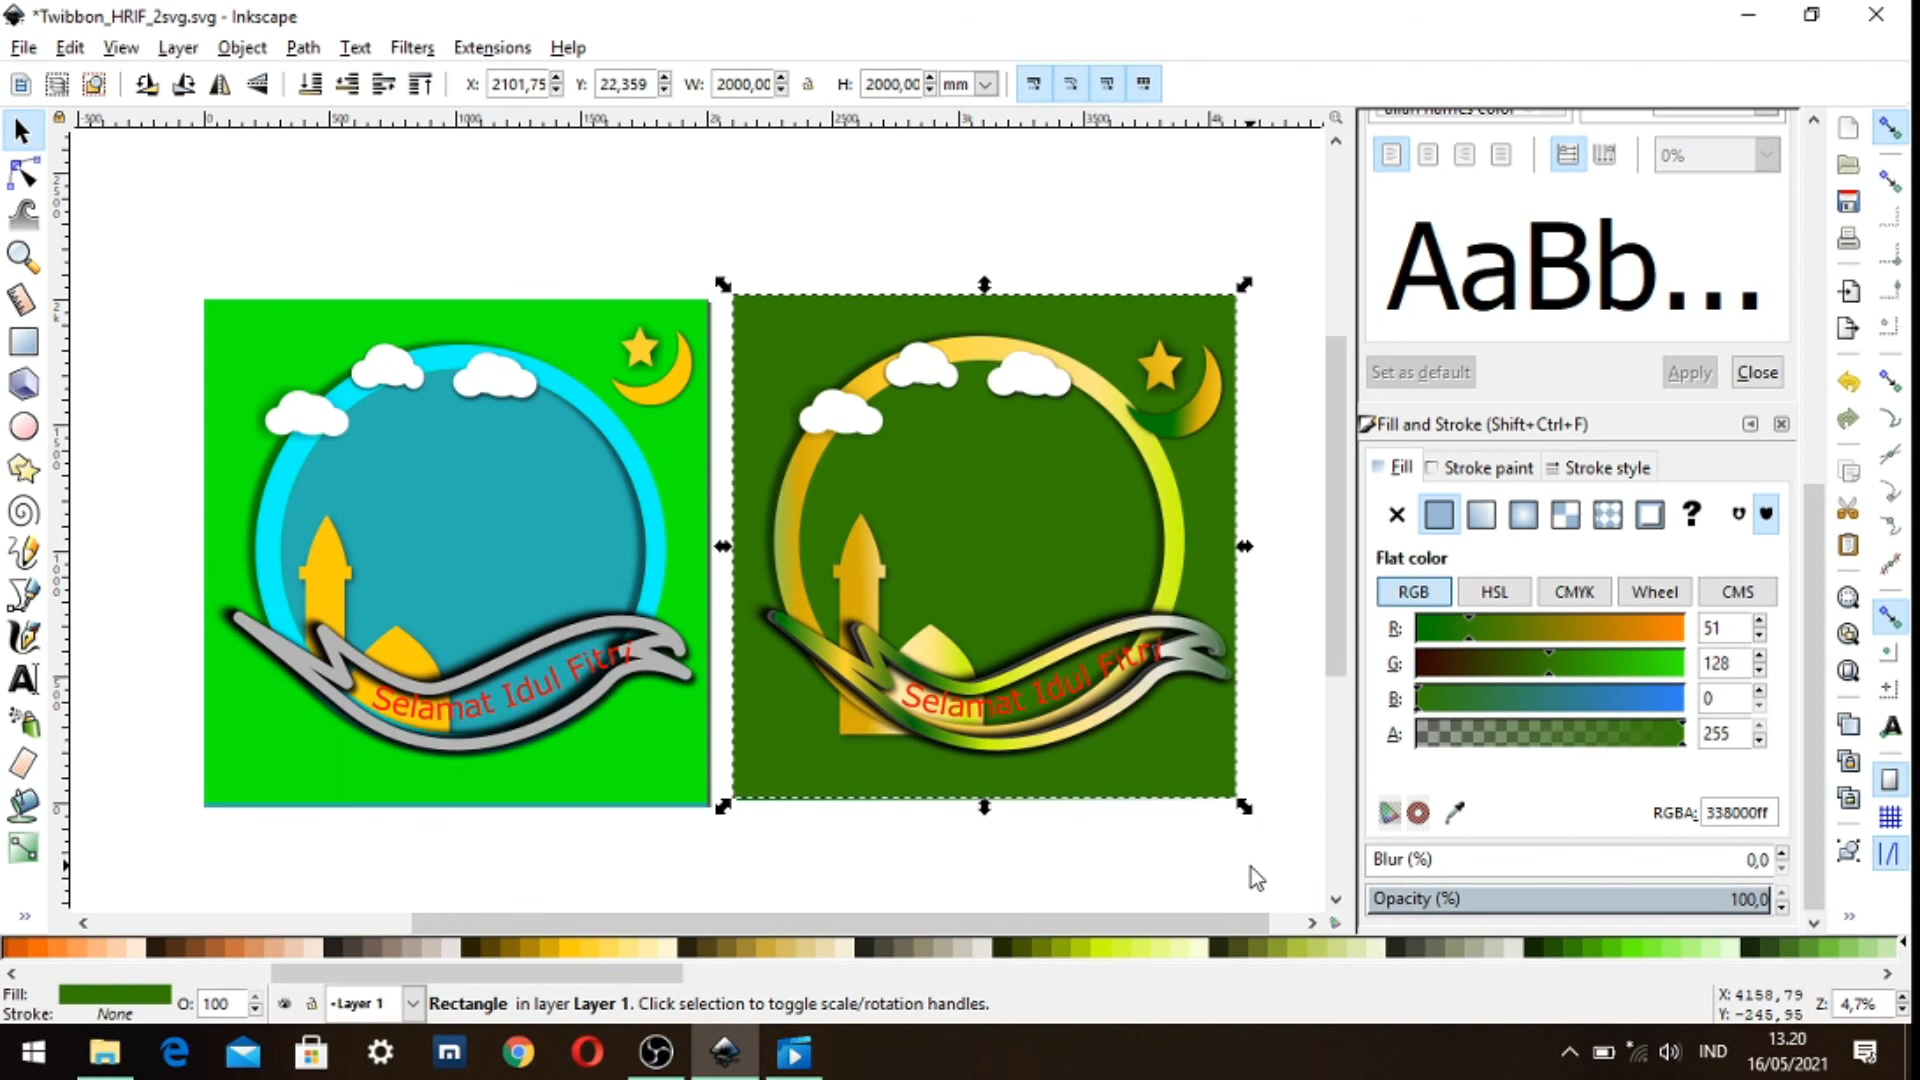 *Twibbon_HRIF_2svg.svg - Inkscape
File Edit View Layer Object Path Text Filters Extensions Help
X: 2101,75 Y: 22,359 W: 2000,00 H: 2000,00 mm
0%
AaBb...
Set as default Apply Close
Fill and Stroke (Shift+Ctrl+F)
Fill Stroke paint Stroke style
?
Flat color
RGB HSL CMYK Wheel CMS
R: 51
G: 128
B: 0
A: 255
RGBA: 338000ff
Blur (%) 0,0
Opacity (%) 100,0
Selamat Idul Fitri
Selamat Idul Fitri
Fill:
Stroke: None
O: 100
•Layer 1
Rectangle in layer Layer 1. Click selection to toggle scale/rotation handles.
X: 4158,79
Y: -245,95
Z: 4,7%
IND
13.20
16/05/2021